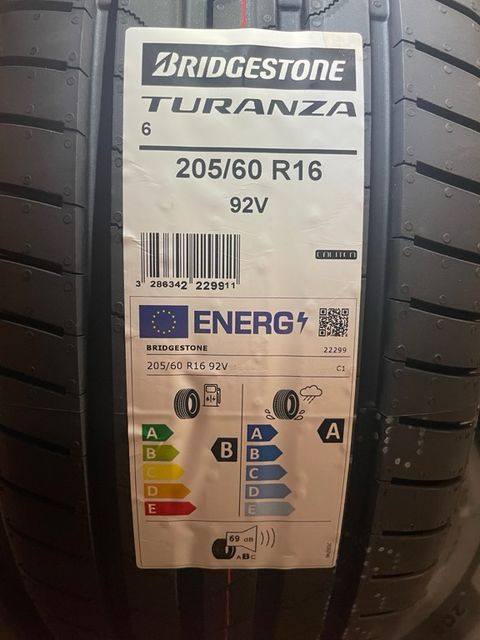 BRIDGESTONE
TURANZA
6
205/60 R16
92V
ENLITEN
3 286342 229911
ENERG
BRIDGESTONE 22299
205/60 R16 92V C1
A
B
C
D
E
B
A
B
C
D
E
A
69 dB
ABC